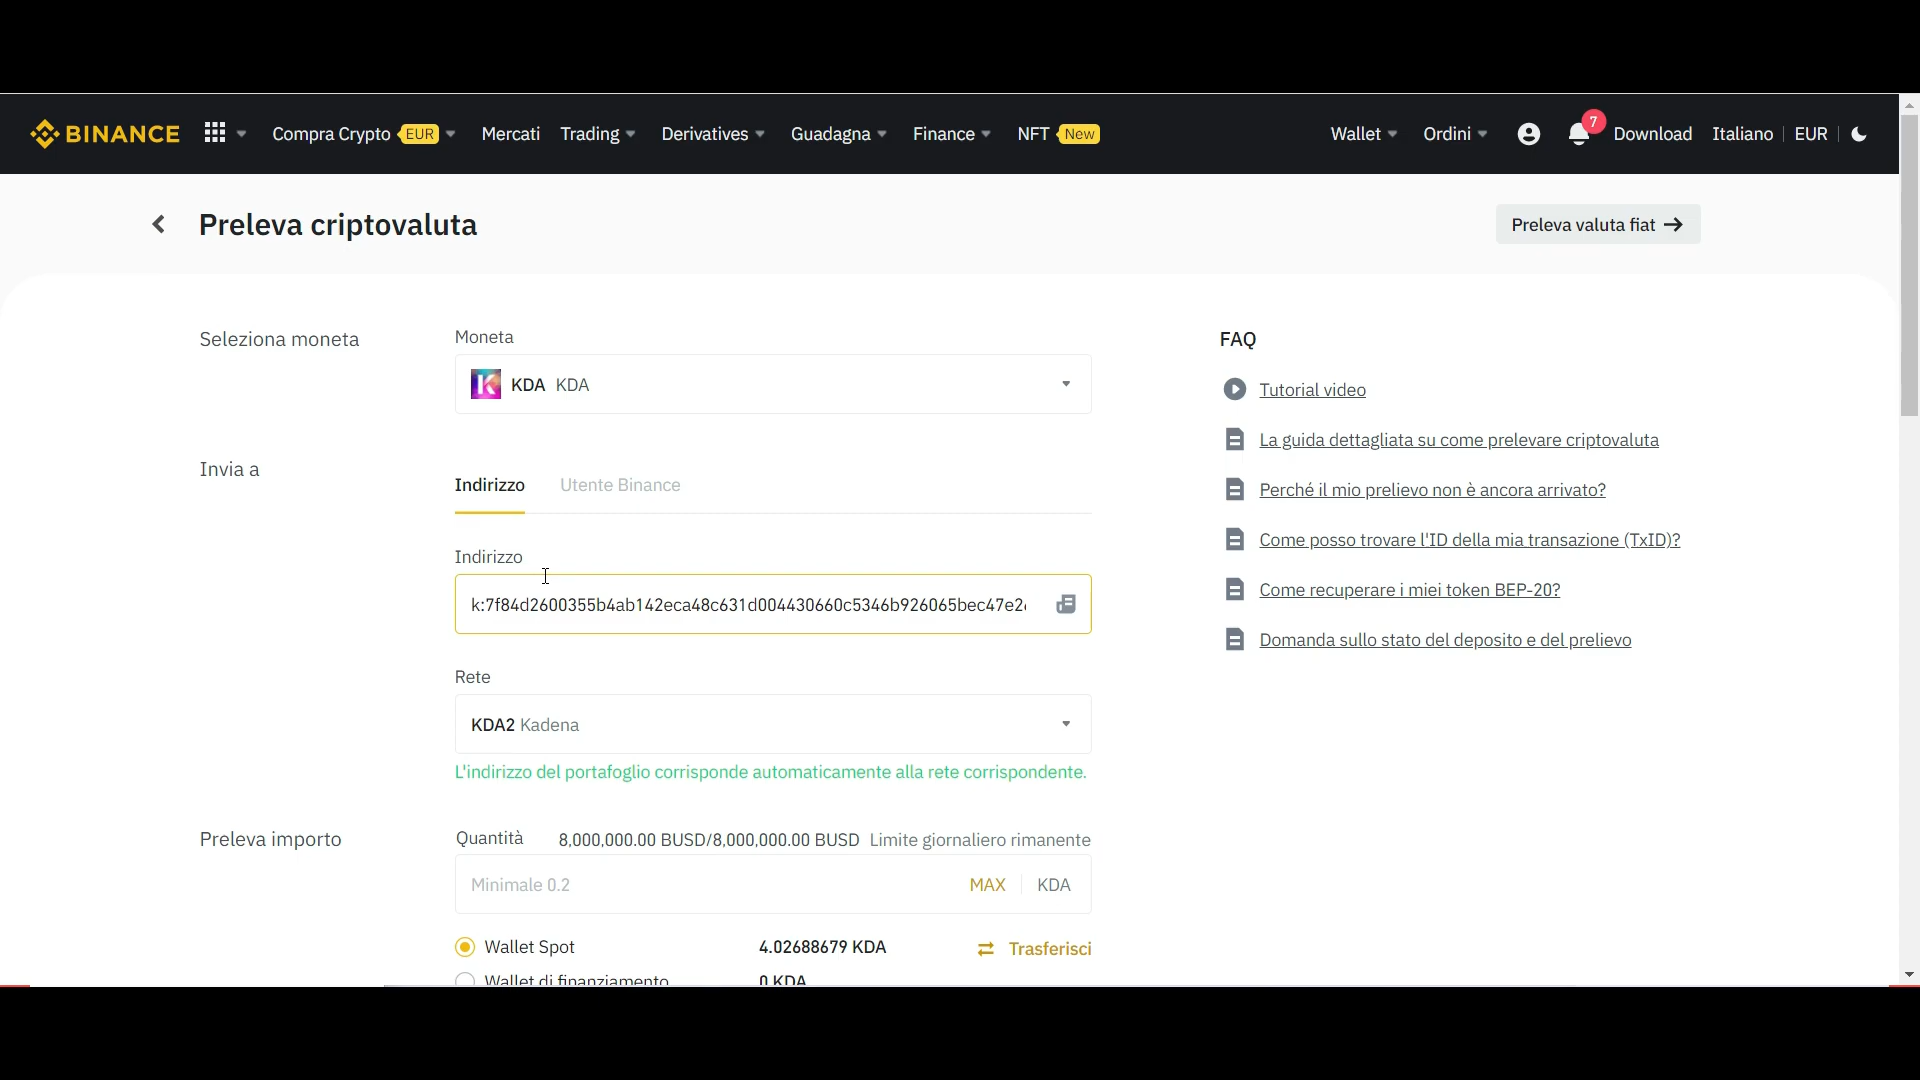 BINANCE Compra Crypto EUR Mercati Trading Derivatives Guadagna Finance NFT New Wallet Ordini 7 Download Italiano EUR
Preleva criptovaluta
Preleva valuta fiat →
Seleziona moneta
Moneta
KDA KDA
Invia a
Indirizzo Utente Binance
Indirizzo
k:7f84d2600355b4ab142eca48c631d004430660c5346b926065bec47e2
Rete
KDA2 Kadena
L'indirizzo del portafoglio corrisponde automaticamente alla rete corrispondente.
Preleva importo
Quantità 8,000,000.00 BUSD/8,000,000.00 BUSD Limite giornaliero rimanente
Minimale 0.2 MAX KDA
Wallet Spot 4.02688679 KDA Trasferisci
Wallet di finanziamento 0 KDA
FAQ
Tutorial video
La guida dettagliata su come prelevare criptovaluta
Perché il mio prelievo non è ancora arrivato?
Come posso trovare l'ID della mia transazione (TxID)?
Come recuperare i miei token BEP-20?
Domanda sullo stato del deposito e del prelievo